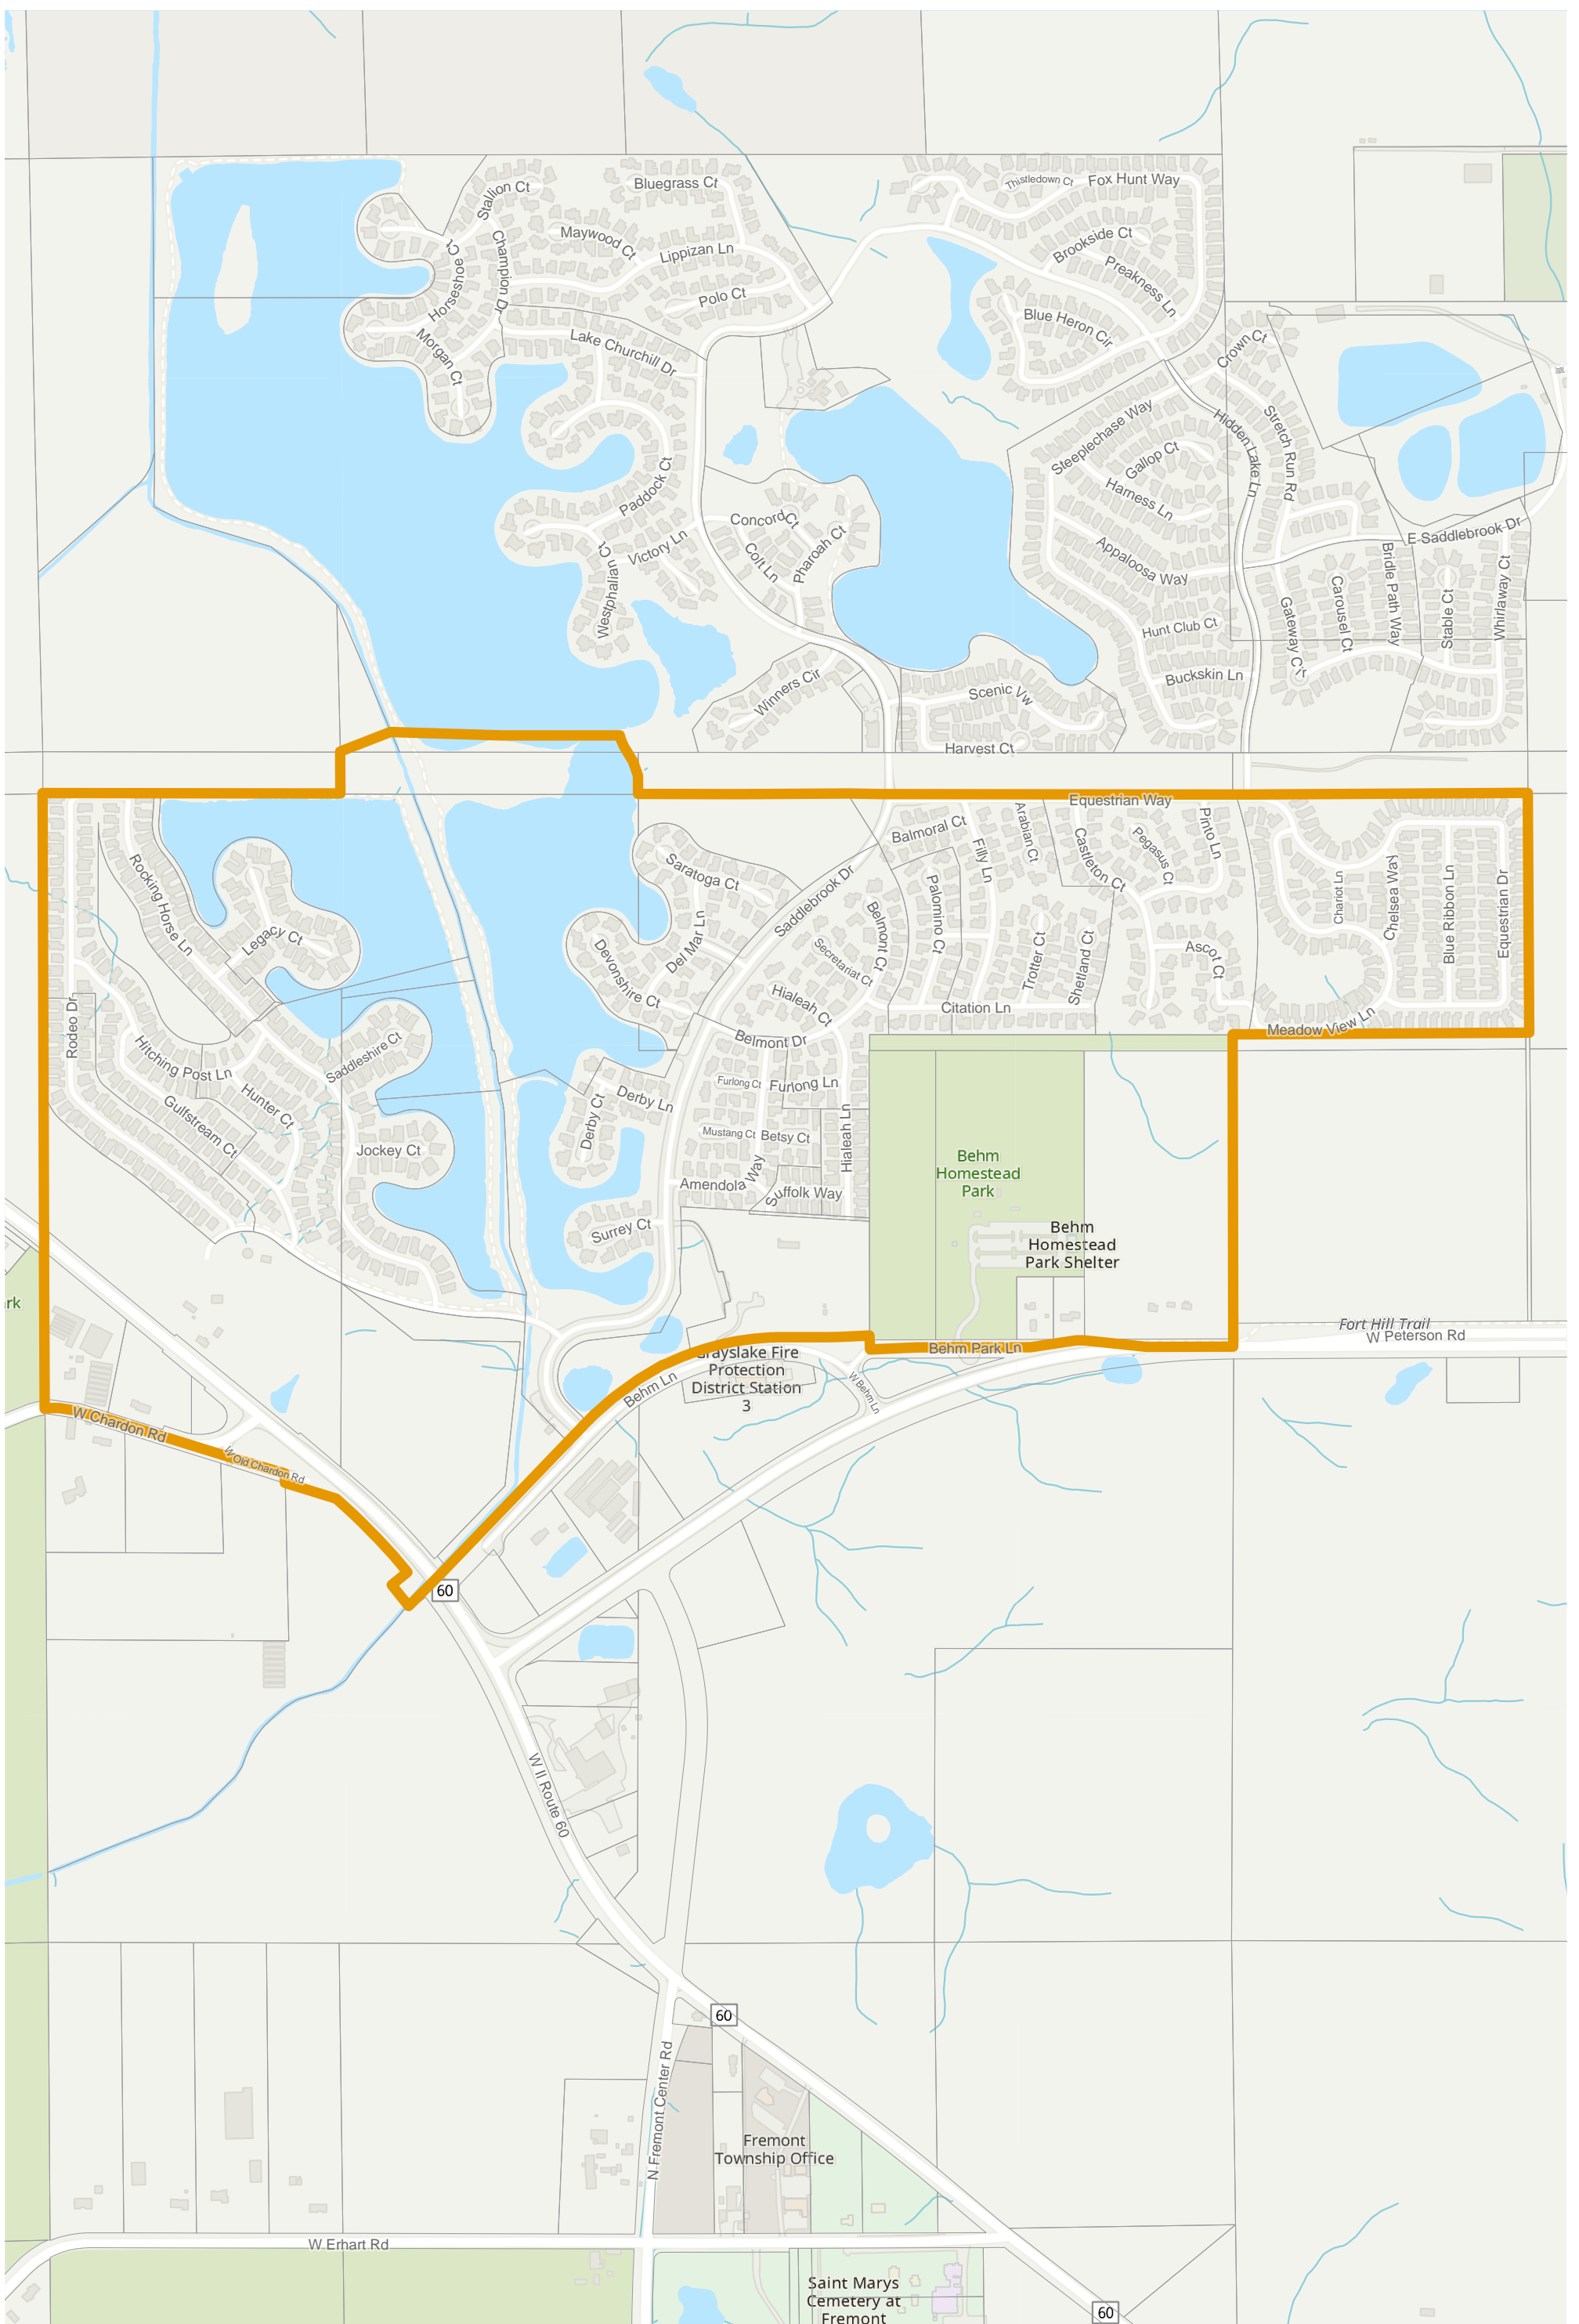 Stallion Ct
Bluegrass Ct
Thistledown Ct
Fox Hunt Way
Maywood Ct
Champion Dr
Horseshoe Ct
Lippizan Ln
Brookside Ct
Preakness Ln
Polo Ct
Morgan Ct
Lake Churchill Dr
Blue Heron Cir
Crown Ct
Steeplechase Way
Hidden Lake Ln
Stretch Run Rd
Gallop Ct
Harness Ln
Paddock Ct
Concord Ct
Victory Ln
Colt Ln
Pharoah Ct
Appaloosa Way
E Saddlebrook Dr
Westphalian Ct
Gateway Cir
Carousel Ct
Bridle Path Way
Stable Ct
Whirlaway Ct
Hunt Club Ct
Buckskin Ln
Winners Cir
Scenic Vw
Harvest Ct
Equestrian Way
Balmoral Ct
Filly Ln
Arabian Ct
Castleton Ct
Pegasus Ct
Pinto Ln
Rocking Horse Ln
Saratoga Ct
Saddlebrook Dr
Palomino Ct
Chariot Ln
Chelsea Way
Blue Ribbon Ln
Equestrian Dr
Legacy Ct
Devonshire Ct
Del Mar Ln
Belmont Ct
Secretariat Ct
Trotter Ct
Shetland Ct
Ascot Ct
Hialeah Ct
Citation Ln
Meadow View Ln
Rodeo Dr
Hitching Post Ln
Saddleshire Ct
Belmont Dr
Hunter Ct
Gulfstream Ct
Derby Ct
Derby Ln
Furlong Ct
Furlong Ln
Mustang Ct
Betsy Ct
Hialeah Ln
Jockey Ct
Amendola Way
Suffolk Way
Surrey Ct
Behm
Homestead
Park
Behm
Homestead
Park Shelter
rk
Fort Hill Trail
W Peterson Rd
Behm Park Ln
Grayslake Fire
Protection
District Station
3
Behm Ln
W Behm Ln
W Chardon Rd
W Old Chardon Rd
60
W Il Route 60
60
N Fremont Center Rd
Fremont
Township Office
W Erhart Rd
Saint Marys
Cemetery at
Fremont
60